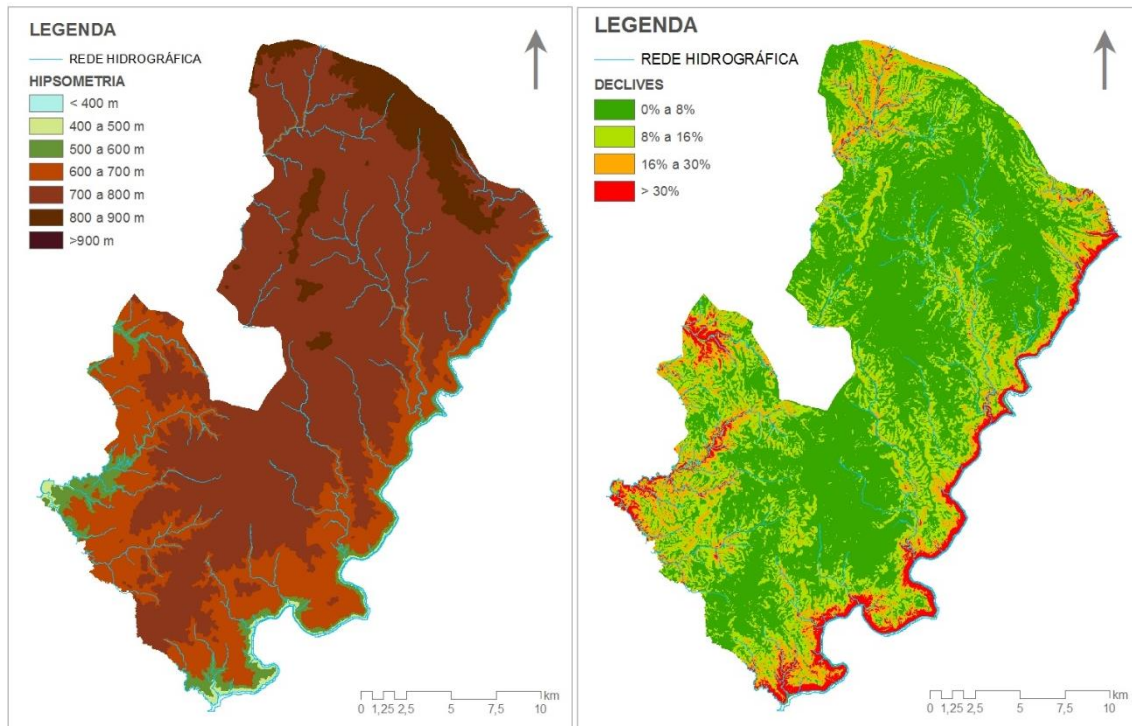 LEGENDA
REDE HIDROGRÁFICA
HIPSOMETRIA
< 400 m
400 a 500 m
500 a 600 m
600 a 700 m
700 a 800 m
800 a 900 m
>900 m
km
0 1,25 2,5 5 7,5 10
LEGENDA
REDE HIDROGRÁFICA
DECLIVES
0% a 8%
8% a 16%
16% a 30%
> 30%
km
0 1,25 2,5 5 7,5 10